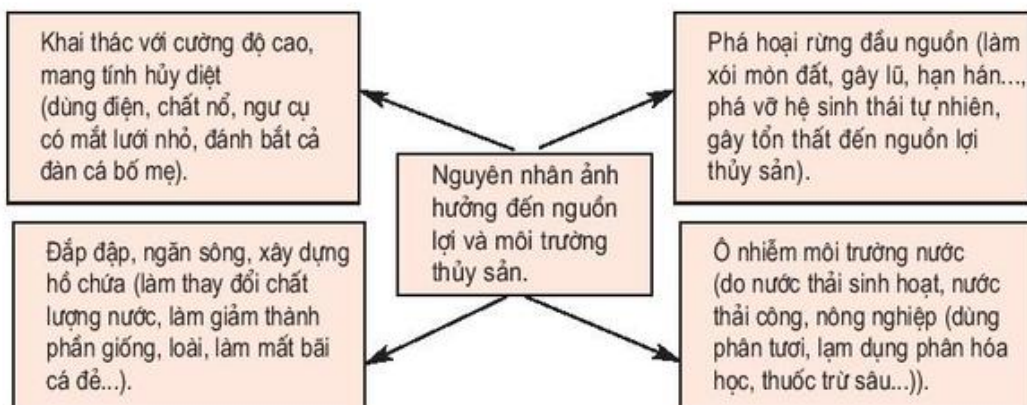 Khai thác với cường độ cao,
mang tính hủy diệt
(dùng điện, chất nổ, ngư cụ
có mắt lưới nhỏ, đánh bắt cả
đàn cá bố mẹ).
Phá hoại rừng đầu nguồn (làm
xói mòn đất, gây lũ, hạn hán...,
phá vỡ hệ sinh thái tự nhiên,
gây tổn thất đến nguồn lợi
thủy sản).
Nguyên nhân ảnh
hưởng đến nguồn
lợi và môi trường
thủy sản.
Đắp đập, ngăn sông, xây dựng
hồ chứa (làm thay đổi chất
lượng nước, làm giảm thành
phần giống, loài, làm mất bãi
cá đẻ...).
Ô nhiễm môi trường nước
(do nước thải sinh hoạt, nước
thải công, nông nghiệp (dùng
phân tươi, lạm dụng phân hóa
học, thuốc trừ sâu...)).